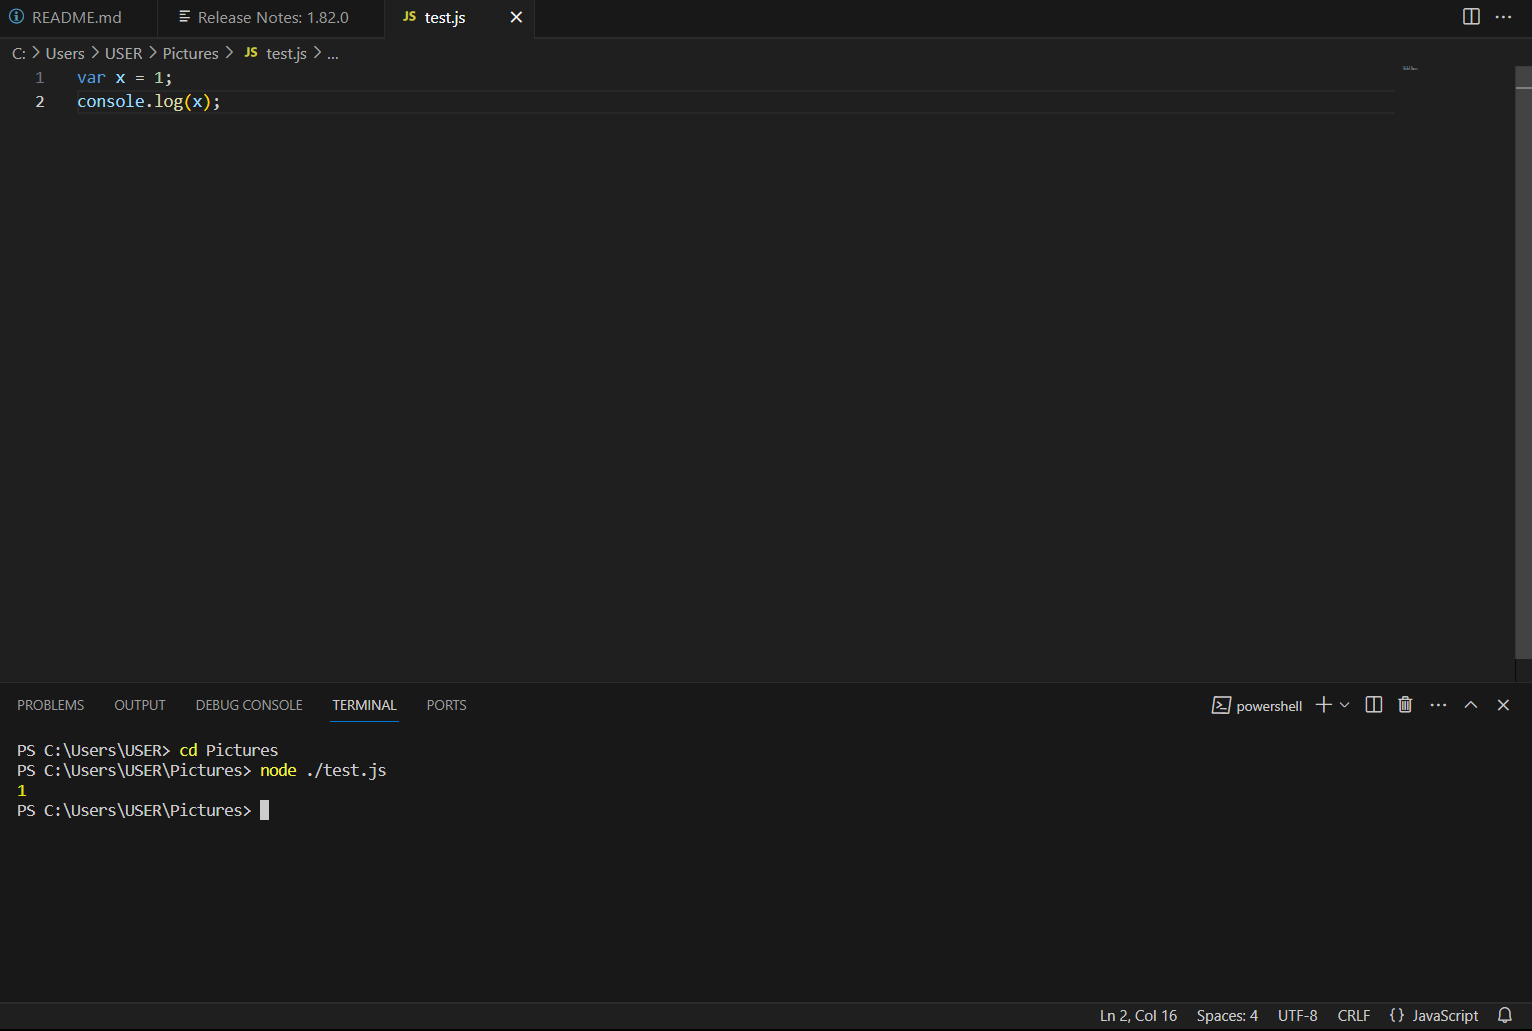 README.md Release Notes: 1.82.0 JS test.js
C: > Users > USER > Pictures > JS test.js > ...
1 var x = 1;
2 console.log(x);
PROBLEMS OUTPUT DEBUG CONSOLE TERMINAL PORTS powershell
PS C:\Users\USER> cd Pictures
PS C:\Users\USER\Pictures> node ./test.js
1
PS C:\Users\USER\Pictures>
Ln 2, Col 16 Spaces: 4 UTF-8 CRLF {} JavaScript